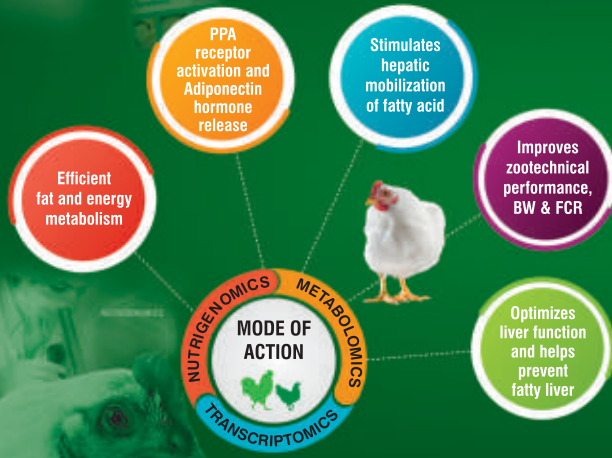 PPA
receptor
activation and
Adiponectin
hormone
release
Stimulates
hepatic
mobilization
of fatty acid
Efficient
fat and energy
metabolism
Improves
zootechnical
performance,
BW & FCR
Optimizes
liver function
and helps
prevent
fatty liver
NUTRIGENOMICS
METABOLOMICS
TRANSCRIPTOMICS
MODE OF
ACTION